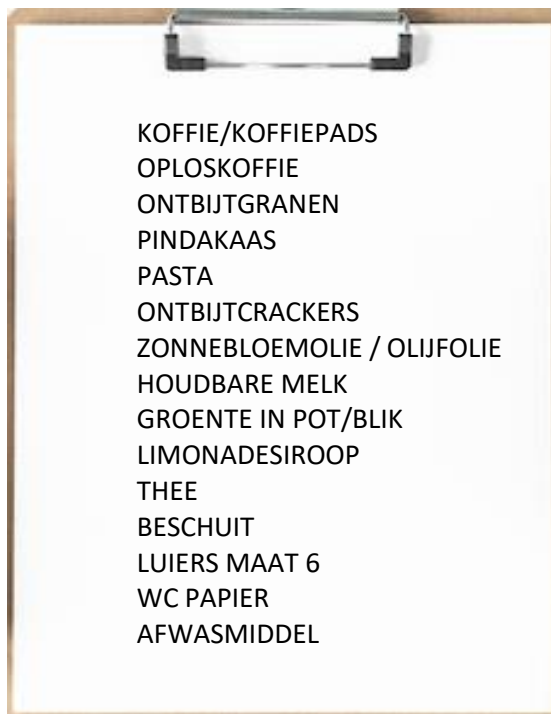 KOFFIE/KOFFIEPADS
OPLOSKOFFIE
ONTBIJTGRANEN
PINDAKAAS
PASTA
ONTBIJTCRACKERS
ZONNEBLOEMOLIE / OLIJFOLIE
HOUDBARE MELK
GROENTE IN POT/BLIK
LIMONADESIROOP
THEE
BESCHUIT
LUIERS MAAT 6
WC PAPIER
AFWASMIDDEL